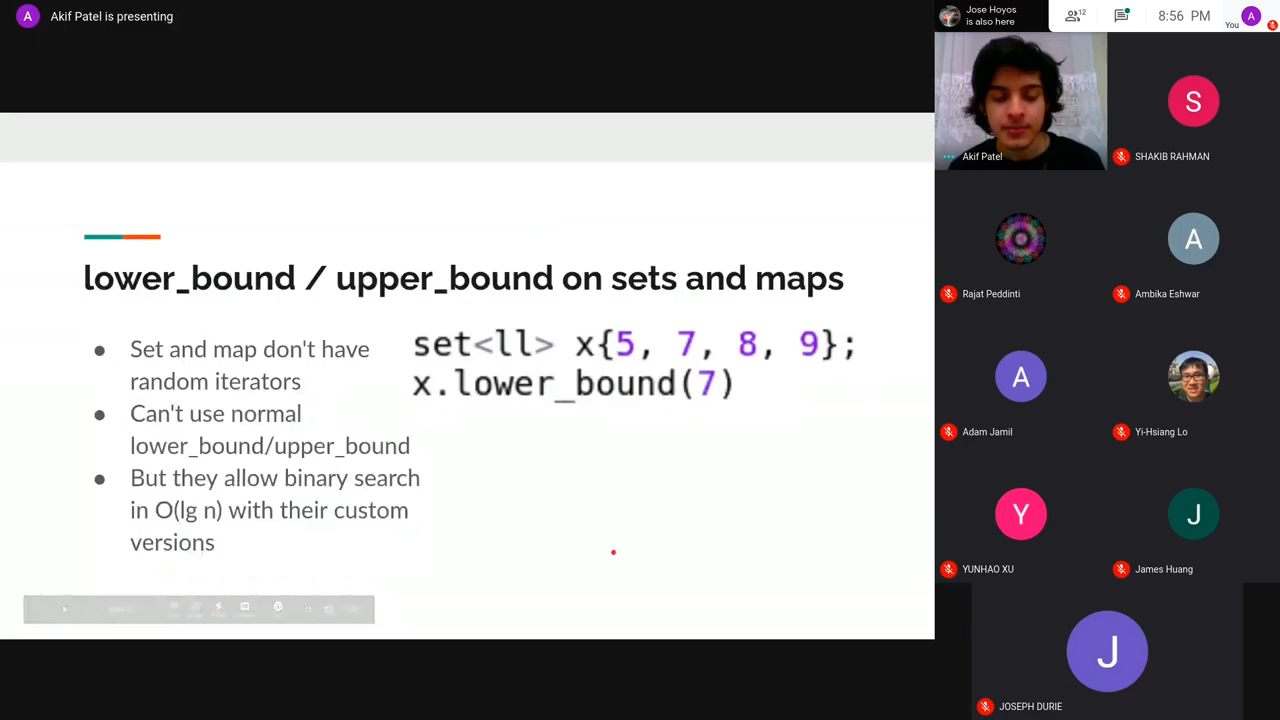 A
Akif Patel is presenting
Jose Hoyos
is also here
12
8:56 PM
You
A
lower_bound / upper_bound on sets and maps
● Set and map don't have
random iterators
● Can't use normal
lower_bound/upper_bound
● But they allow binary search
in O(lg n) with their custom
versions
set<ll> x{5, 7, 8, 9};
x.lower_bound(7)
Akif Patel
S
SHAKIB RAHMAN
Rajat Peddinti
A
Ambika Eshwar
A
Adam Jamil
Yi-Hsiang Lo
Y
YUNHAO XU
J
James Huang
J
JOSEPH DURIE